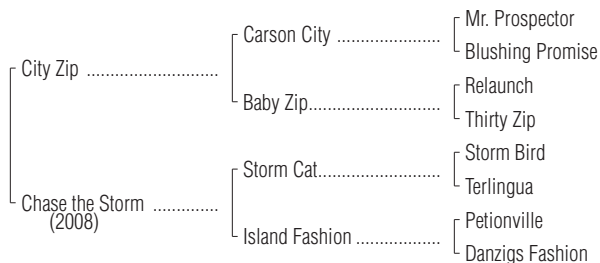 Mr. Prospector
Carson City ....................
Blushing Promise
City Zip .........................
Relaunch
Baby Zip.........................
Thirty Zip
Storm Bird
Storm Cat.......................
Terlingua
Chase the Storm .............
(2008)
Petionville
Island Fashion ................
Danzigs Fashion